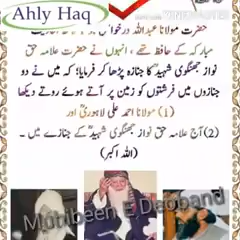 Ahly Haq
حضرت مولانا عبداللہ درخواستی
مبارکہ کے حافظ تھے، انہوں نے حضرت علامہ حق
نواز جھنگوی شہیدؒ کا جنازہ پڑھا کر فرمایا؛ کہ میں نے دو
جنازوں میں فرشتوں کو زمین پر آتے ہوئے روتے دیکھا
(1) مولانا احمد علی لاہوریؒ اور
(2) آج علامہ حق نواز جھنگوی شہیدؒ کے جنازے میں ۔
(اللہ اکبر)
Mohibeen E Deoband